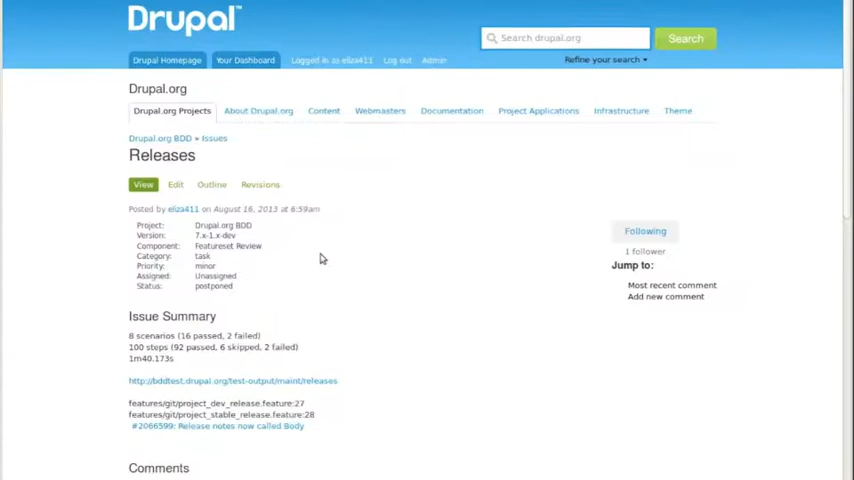 Drupal™
Search drupal.org
Search
Drupal Homepage Your Dashboard Logged in as eliza411 Log out Admin
Refine your search
Drupal.org
Drupal.org Projects About Drupal.org Content Webmasters Documentation Project Applications Infrastructure Theme
Drupal.org BDD » Issues
Releases
View Edit Outline Revisions
Posted by eliza411 on August 16, 2013 at 6:59am
Project: Drupal.org BDD
Version: 7.x-1.x-dev
Component: Featureset Review
Category: task
Priority: minor
Assigned: Unassigned
Status: postponed
Following
1 follower
Jump to:
Most recent comment
Add new comment
Issue Summary
8 scenarios (16 passed, 2 failed)
100 steps (92 passed, 6 skipped, 2 failed)
1m40.173s
http://bddtest.drupal.org/test-output/maint/releases
features/git/project_dev_release.feature:27
features/git/project_stable_release.feature:28
#2066599: Release notes now called Body
Comments